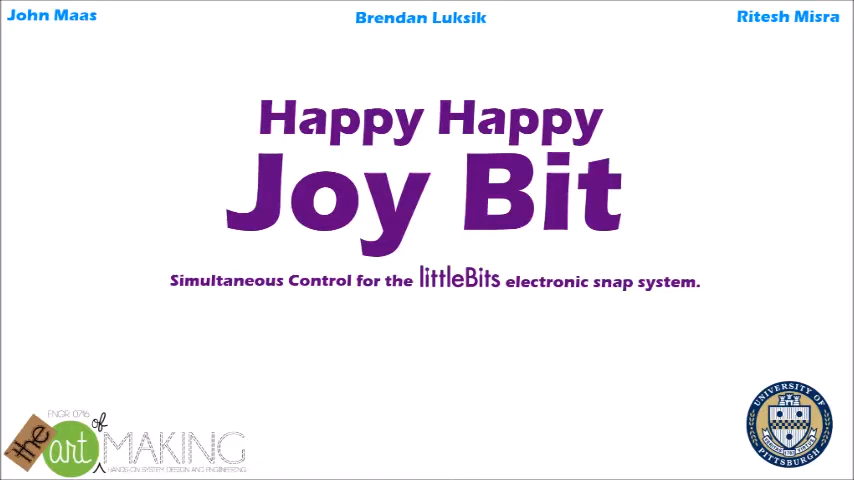 John Maas
Brendan Luksik
Ritesh Misra
Happy Happy
Joy Bit
Simultaneous Control for the littleBits electronic snap system.
ENGR 0716
the art of MAKING
HANDS-ON SYSTEM DESIGN AND ENGINEERING
UNIVERSITY OF
PITTSBURGH